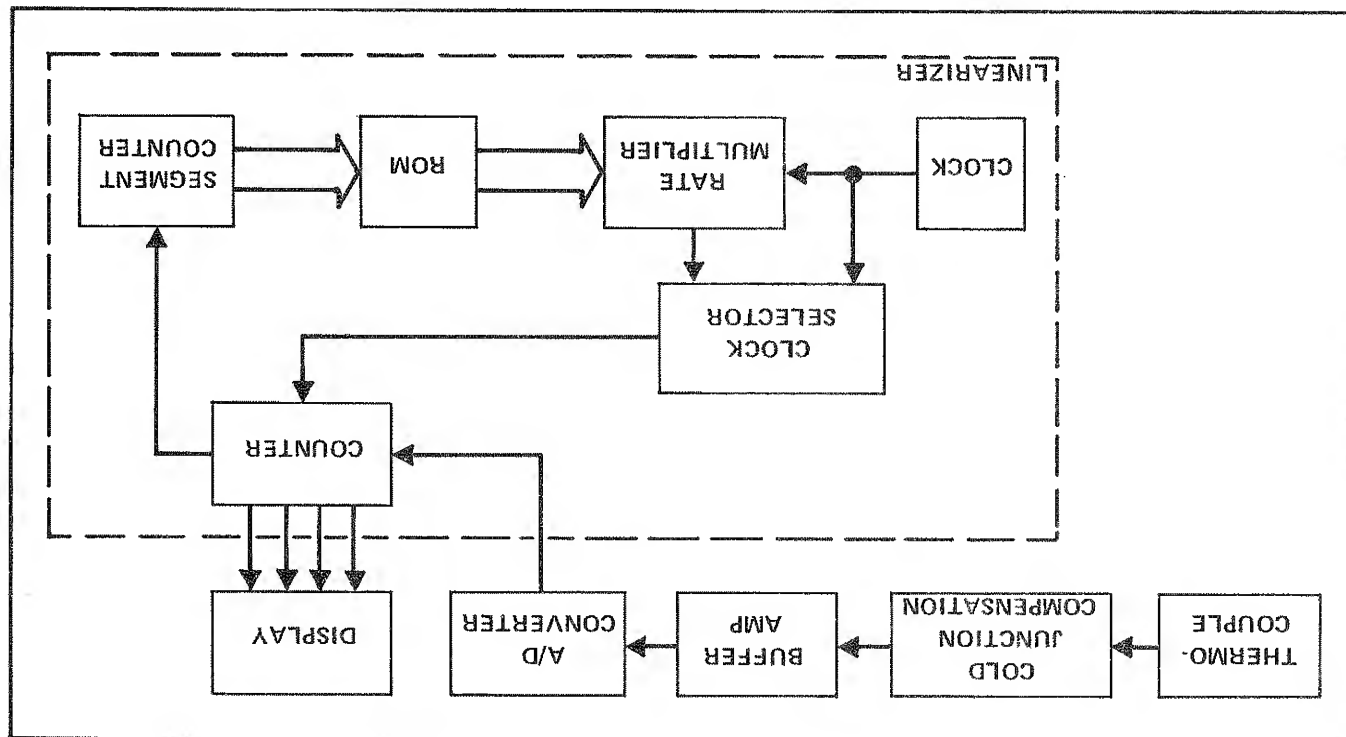 THERMO-
COUPLE
COLD
JUNCTION
COMPENSATION
BUFFER
AMP
A/D
CONVERTER
DISPLAY
COUNTER
CLOCK
SELECTOR
CLOCK
RATE
MULTIPLIER
ROM
SEGMENT
COUNTER
LINEARIZER